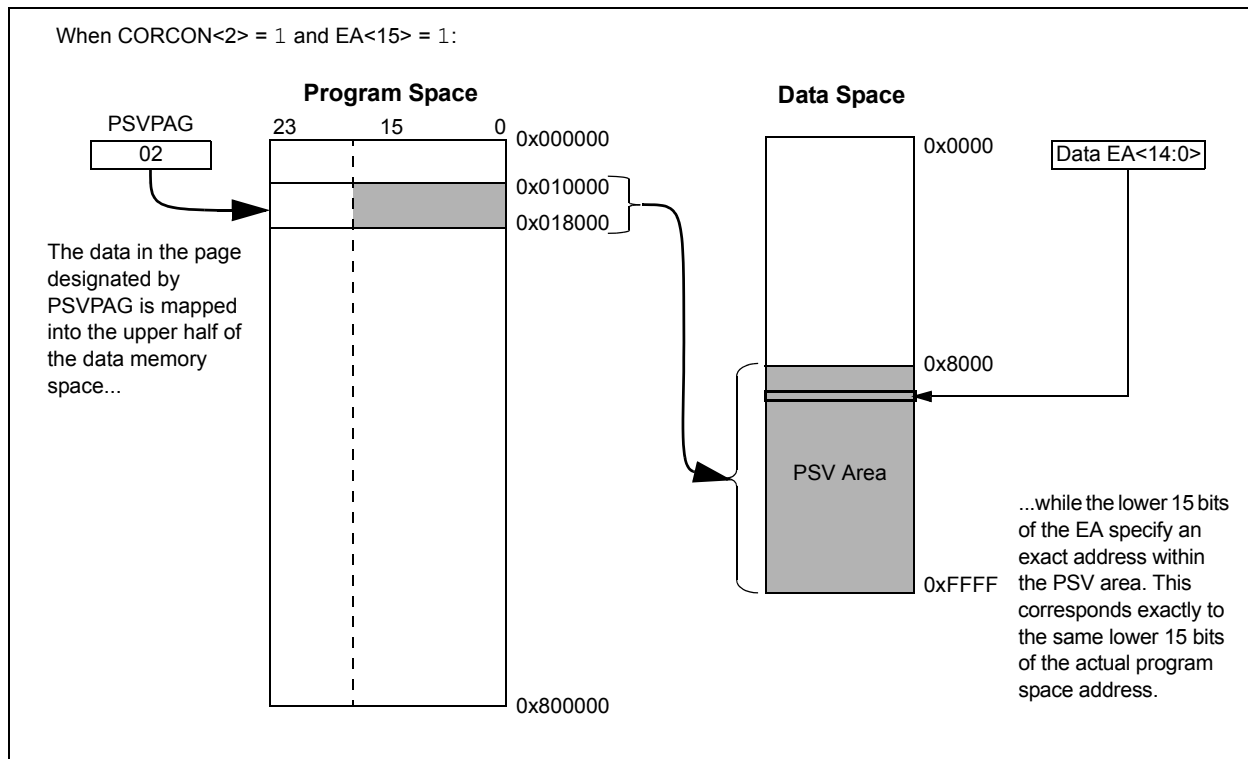 When CORCON<2> = 1 and EA<15> = 1:
Program Space
Data Space
PSVPAG
02
23
15
0
0x000000
0x010000
0x018000
0x800000
The data in the page
designated by
PSVPAG is mapped
into the upper half of
the data memory
space...
0x0000
Data EA<14:0>
0x8000
PSV Area
0xFFFF
...while the lower 15 bits
of the EA specify an
exact address within
the PSV area. This
corresponds exactly to
the same lower 15 bits
of the actual program
space address.